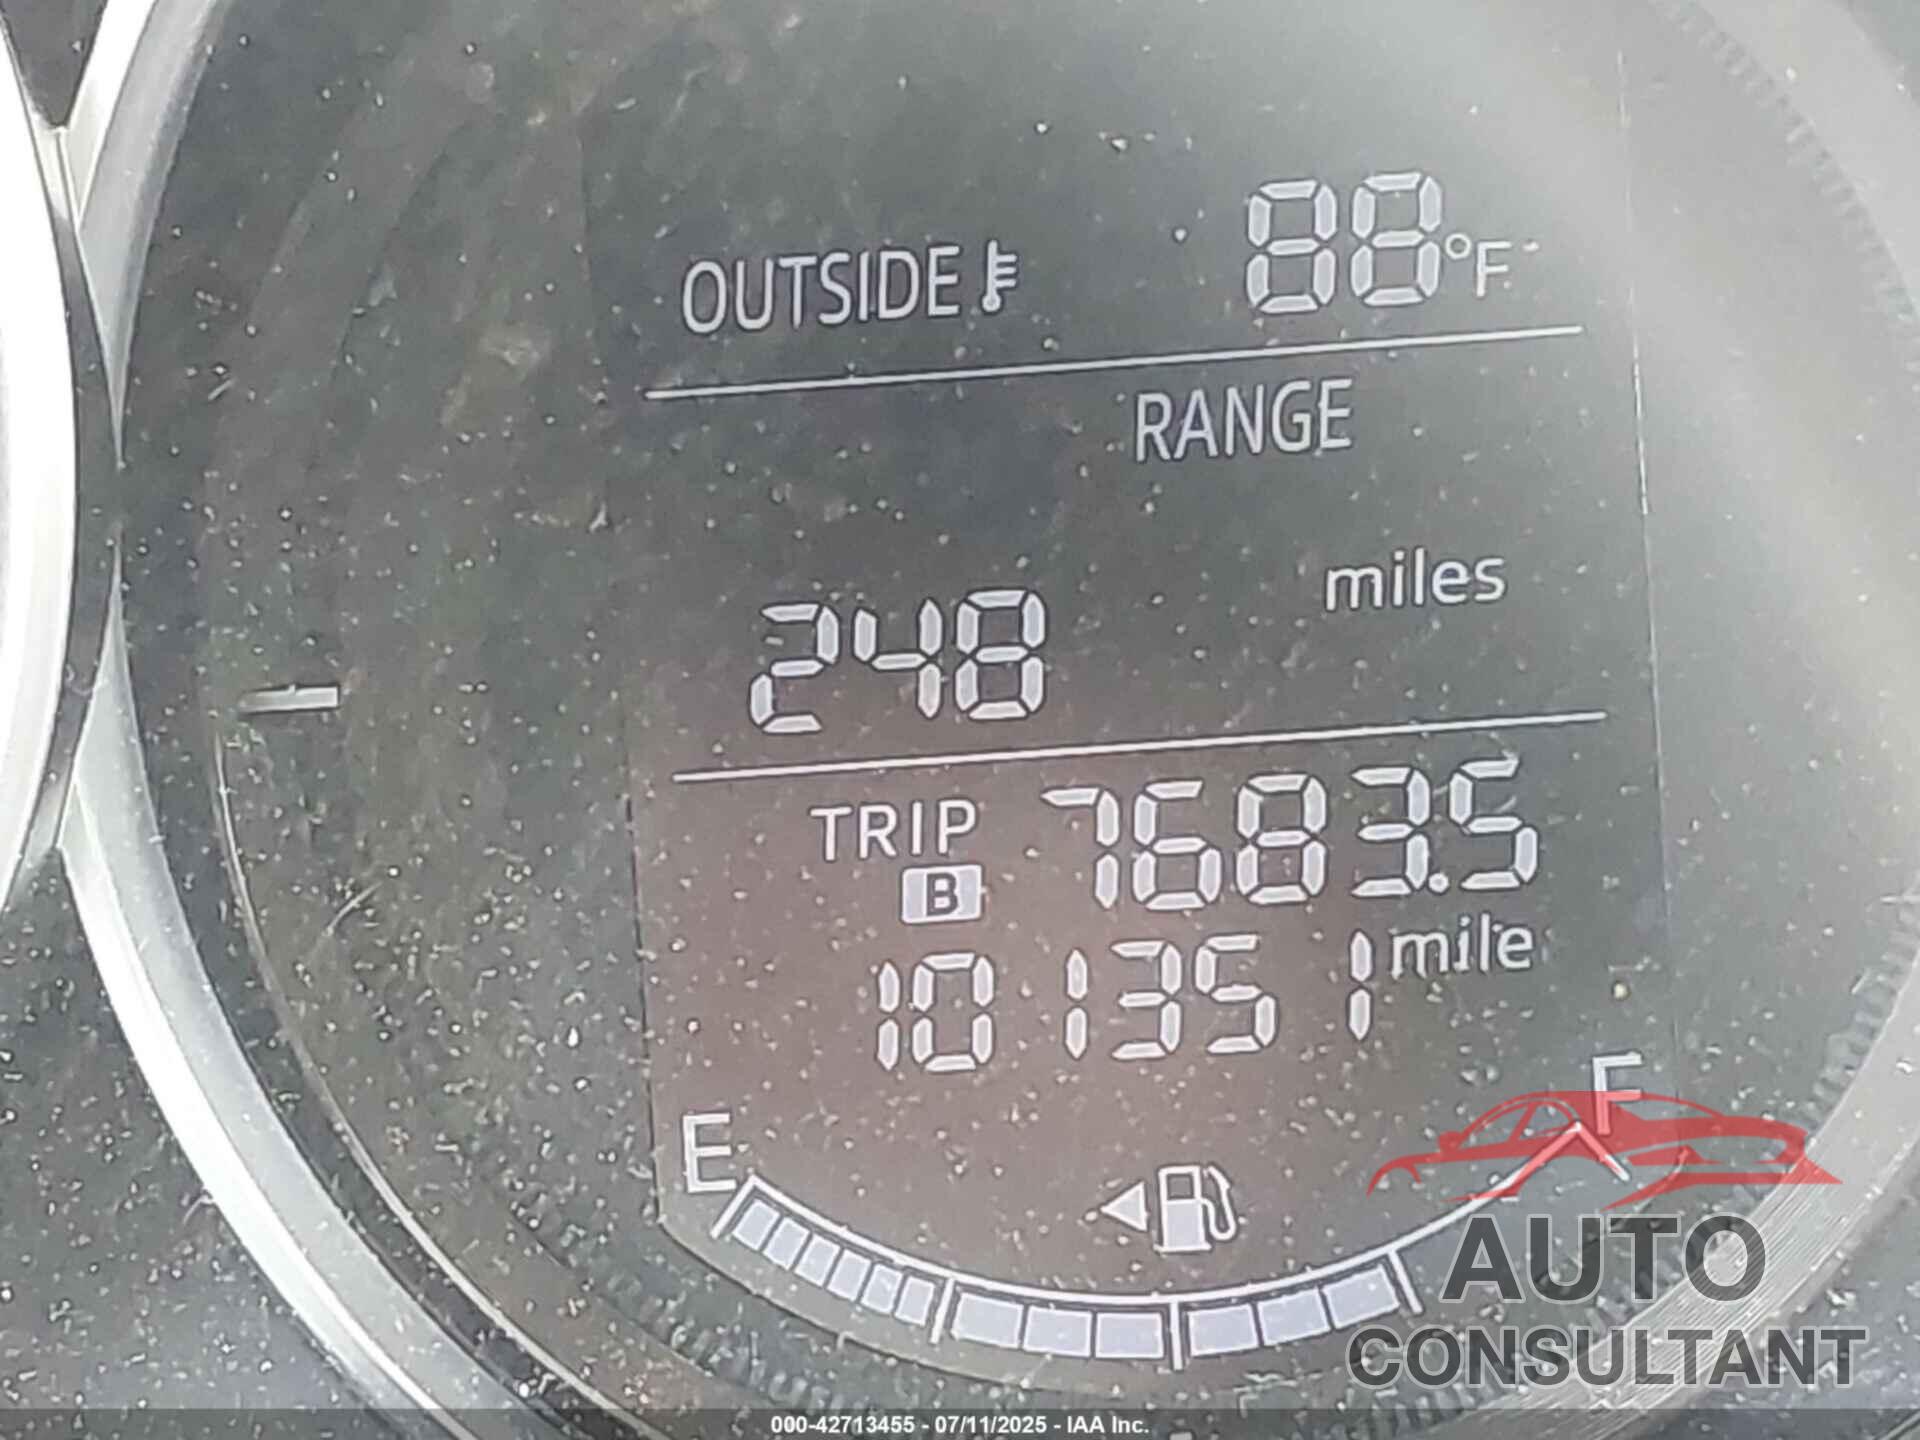 OUTSIDE 88°F
RANGE
248 miles
TRIP B 7683.5
101351 mile
E F
AUTO
CONSULTANT
000-42713455 - 07/11/2025 - IAA Inc.